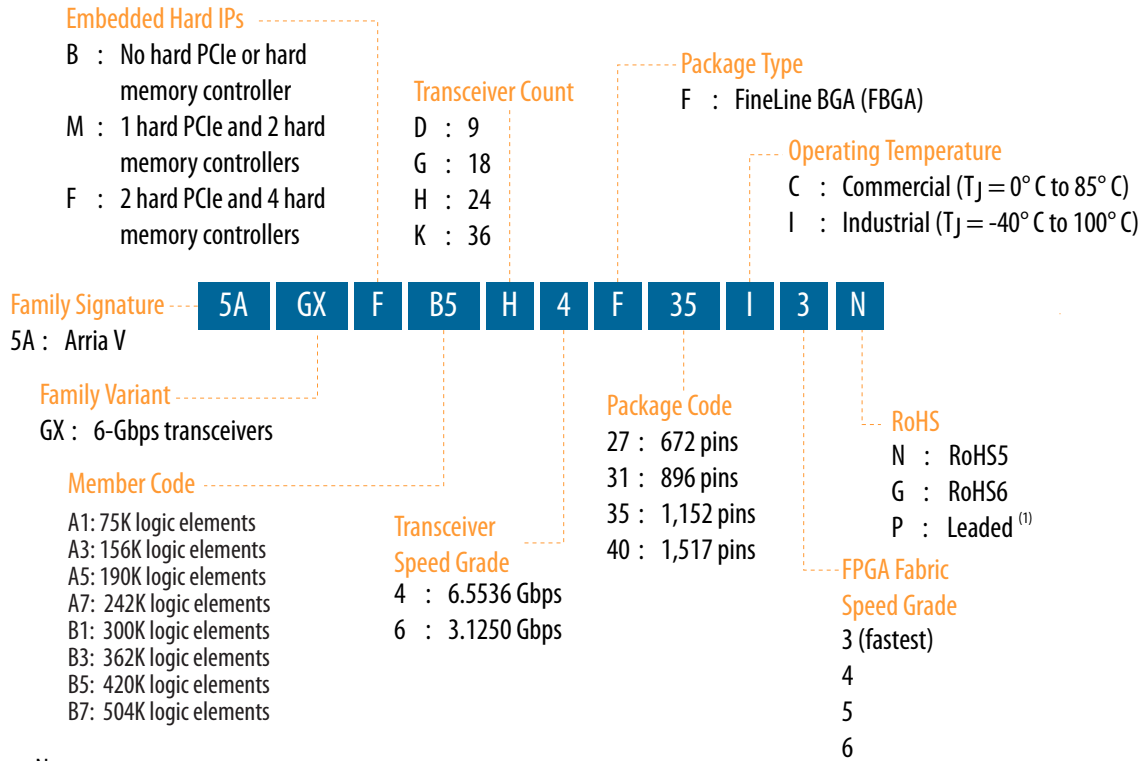 Embedded Hard IPs
B : No hard PCIe or hard
memory controller
M : 1 hard PCIe and 2 hard
memory controllers
F : 2 hard PCIe and 4 hard
memory controllers
Transceiver Count
D : 9
G : 18
H : 24
K : 36
Package Type
F : FineLine BGA (FBGA)
Operating Temperature
C : Commercial (TJ = 0° C to 85° C)
I : Industrial (TJ = -40° C to 100° C)
Family Signature
5A : Arria V
5A GX F B5 H 4 F 35 I 3 N
Family Variant
GX : 6-Gbps transceivers
Member Code
A1: 75K logic elements
A3: 156K logic elements
A5: 190K logic elements
A7: 242K logic elements
B1: 300K logic elements
B3: 362K logic elements
B5: 420K logic elements
B7: 504K logic elements
Transceiver
Speed Grade
4 : 6.5536 Gbps
6 : 3.1250 Gbps
Package Code
27 : 672 pins
31 : 896 pins
35 : 1,152 pins
40 : 1,517 pins
RoHS
N : RoHS5
G : RoHS6
P : Leaded (1)
FPGA Fabric
Speed Grade
3 (fastest)
4
5
6